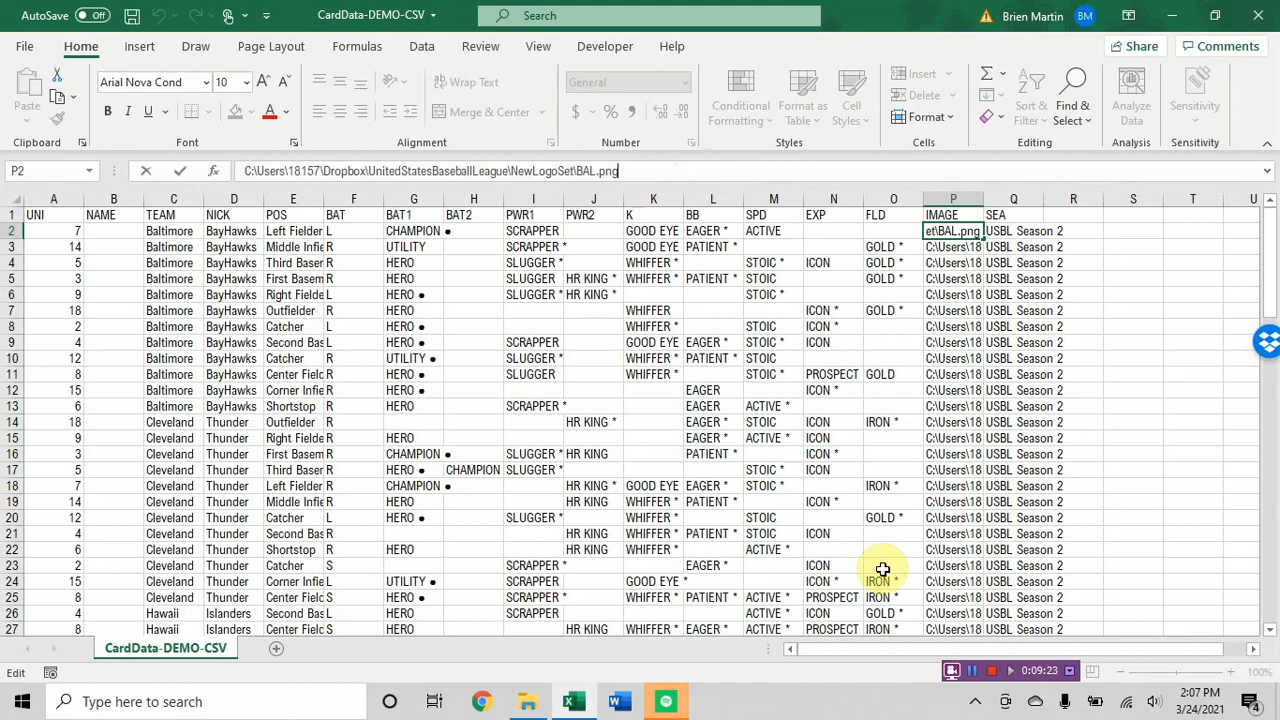 AutoSave Off CardData-DEMO-CSV Search Brien Martin BM
File Home Insert Draw Page Layout Formulas Data Review View Developer Help Share Comments
Paste Arial Nova Cond 10 A A Wrap Text General Conditional Formatting Format as Table Cell Styles Insert Delete Format Sort & Filter Find & Select Analyze Data Sensitivity
B I U A Merge & Center $ % ,
Clipboard Font Alignment Number Styles Cells Editing Analysis Sensitivity
P2 fx C:\Users\18157\Dropbox\UnitedStatesBaseballLeague\NewLogoSet\BAL.png
A B C D E F G H I J K L M N O P Q R S T U
1 UNI NAME TEAM NICK POS BAT BAT1 BAT2 PWR1 PWR2 K BB SPD EXP FLD IMAGE SEA
2 7 Baltimore BayHawks Left Fielder L CHAMPION ● SCRAPPER GOOD EYE EAGER * ACTIVE et\BAL.png USBL Season 2
3 14 Baltimore BayHawks Middle Infi R UTILITY SCRAPPER * GOOD EYE PATIENT * GOLD * C:\Users\18 USBL Season 2
4 5 Baltimore BayHawks Third Basem R HERO SLUGGER WHIFFER * STOIC * ICON GOLD * C:\Users\18 USBL Season 2
5 3 Baltimore BayHawks First Basem R HERO SLUGGER * HR KING * WHIFFER * PATIENT * STOIC * GOLD * C:\Users\18 USBL Season 2
6 9 Baltimore BayHawks Right Fielde L HERO ● SLUGGER * HR KING * STOIC * C:\Users\18 USBL Season 2
7 18 Baltimore BayHawks Outfielder R WHIFFER ICON * GOLD * C:\Users\18 USBL Season 2
8 2 Baltimore BayHawks Catcher L HERO ● WHIFFER * STOIC ICON * C:\Users\18 USBL Season 2
9 4 Baltimore BayHawks Second Bas L HERO ● SCRAPPER GOOD EYE EAGER * STOIC * ICON C:\Users\18 USBL Season 2
10 12 Baltimore BayHawks Catcher R UTILITY ● SLUGGER * WHIFFER * PATIENT * STOIC C:\Users\18 USBL Season 2
11 8 Baltimore BayHawks Center Field R HERO ● SLUGGER WHIFFER * STOIC * PROSPECT GOLD C:\Users\18 USBL Season 2
12 15 Baltimore BayHawks Corner Infie R HERO ● EAGER ICON * C:\Users\18 USBL Season 2
13 6 Baltimore BayHawks Shortstop R HERO SCRAPPER * EAGER ACTIVE * C:\Users\18 USBL Season 2
14 18 Cleveland Thunder Outfielder R HR KING * EAGER * STOIC ICON IRON * C:\Users\18 USBL Season 2
15 9 Cleveland Thunder Right Fielde R HERO EAGER * ACTIVE * ICON C:\Users\18 USBL Season 2
16 3 Cleveland Thunder First Basem R CHAMPION ● SLUGGER * HR KING PATIENT * ICON C:\Users\18 USBL Season 2
17 5 Cleveland Thunder Third Base R HERO ● CHAMPION SLUGGER * STOIC * ICON C:\Users\18 USBL Season 2
18 7 Cleveland Thunder Left Fielder R CHAMPION ● HR KING * GOOD EYE EAGER * STOIC * IRON * C:\Users\18 USBL Season 2
19 14 Cleveland Thunder Middle Infie R HERO HR KING WHIFFER * PATIENT * ICON * C:\Users\18 USBL Season 2
20 12 Cleveland Thunder Catcher L HERO ● SLUGGER * WHIFFER * STOIC GOLD * C:\Users\18 USBL Season 2
21 4 Cleveland Thunder Second Bas R HR KING WHIFFER * PATIENT * STOIC ICON C:\Users\18 USBL Season 2
22 6 Cleveland Thunder Shortstop R HERO HR KING WHIFFER * ACTIVE * C:\Users\18 USBL Season 2
23 2 Cleveland Thunder Catcher S SCRAPPER * EAGER * ICON C:\Users\18 USBL Season 2
24 15 Cleveland Thunder Corner Infie L UTILITY ● SCRAPPER GOOD EYE * ICON * IRON * C:\Users\18 USBL Season 2
25 8 Cleveland Thunder Center Field S HERO ● SCRAPPER WHIFFER * PATIENT * ACTIVE * PROSPECT IRON * C:\Users\18 USBL Season 2
26 4 Hawaii Islanders Second Bas L SCRAPPER ACTIVE * ICON GOLD * C:\Users\18 USBL Season 2
27 8 Hawaii Islanders Center Field S HERO HR KING WHIFFER * EAGER * ACTIVE * PROSPECT IRON * C:\Users\18 USBL Season 2
CardData-DEMO-CSV
Edit 0:09:23 100%
Type here to search 2:07 PM
3/24/2021 4